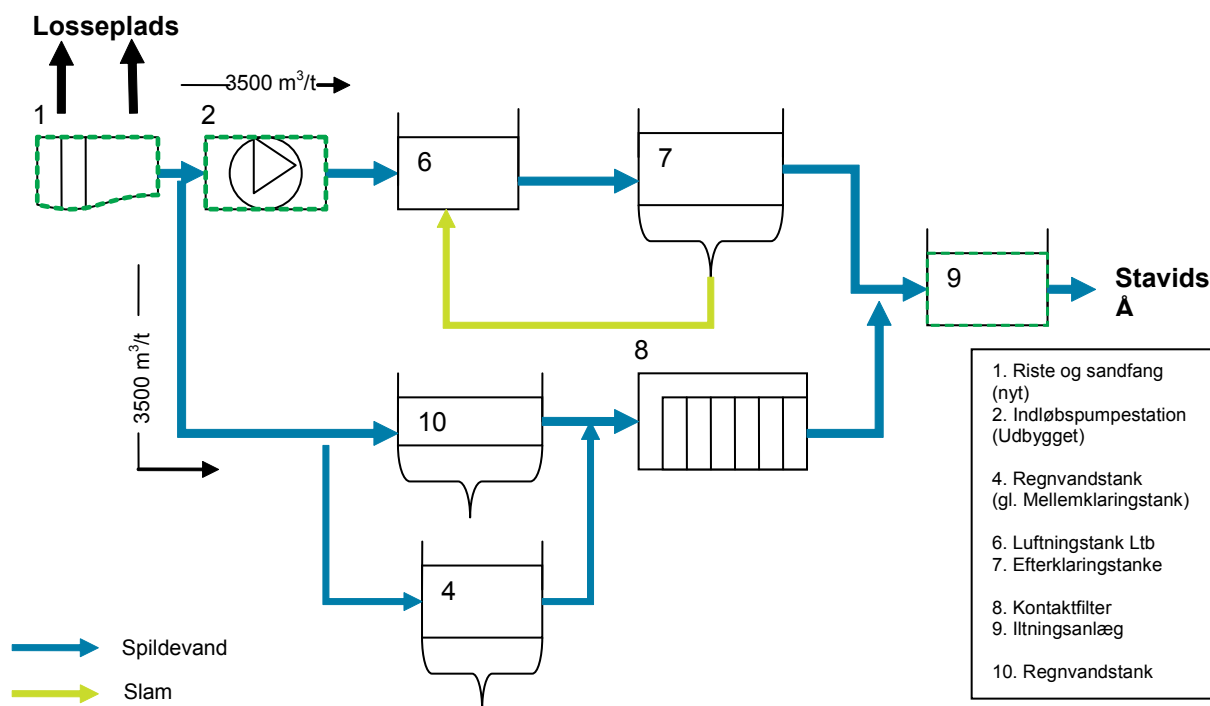 Losseplads
3500 m³/t
1
2
6
7
9
Stavids
Å
3500 m³/t
8
10
4
1. Riste og sandfang
(nyt)
2. Indløbspumpestation
(Udbygget)
4. Regnvandstank
(gl. Mellemklaringstank)
6. Luftningstank Ltb
7. Efterklaringstanke
8. Kontaktfilter
9. Iltningsanlæg
10. Regnvandstank
Spildevand
Slam